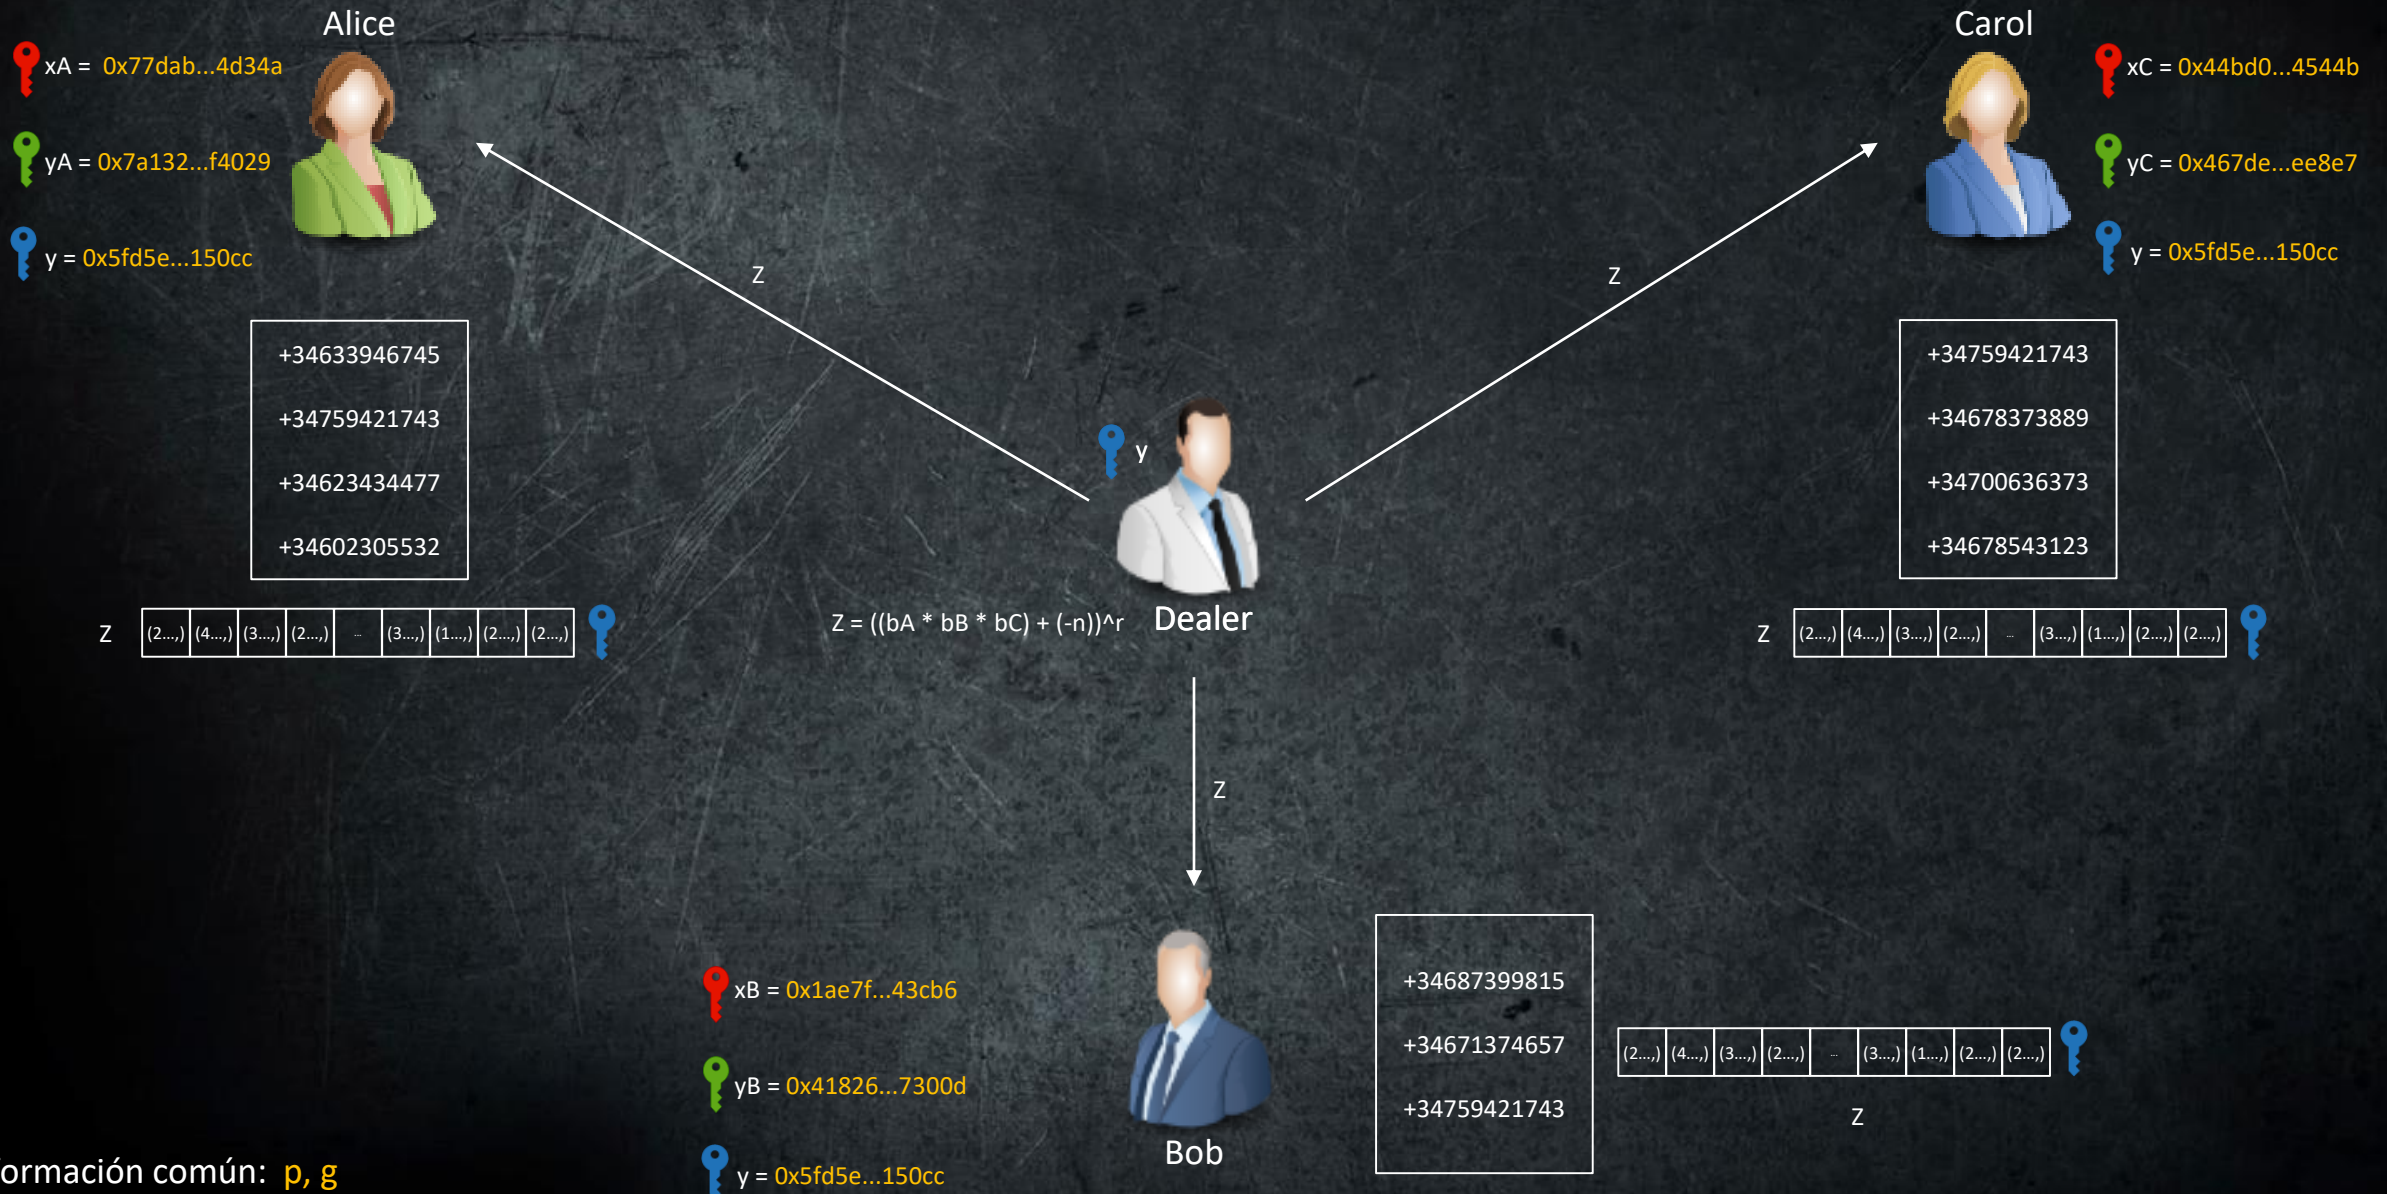 Alice
xA = 0x77dab...4d34a
yA = 0x7a132...f4029
y = 0x5fd5e...150cc
+34633946745
+34759421743
+34623434477
+34602305532
Z (2...,) (4...,) (3...,) (2...,) ... (3...,) (1...,) (2...,) (2...,)
Carol
xC = 0x44bd0...4544b
yC = 0x467de...ee8e7
y = 0x5fd5e...150cc
+34759421743
+34678373889
+34700636373
+34678543123
Z (2...,) (4...,) (3...,) (2...,) ... (3...,) (1...,) (2...,) (2...,)
Z
Z
y
Z = ((bA * bB * bC) + (-n))^r
Dealer
Z
xB = 0x1ae7f...43cb6
yB = 0x41826...7300d
y = 0x5fd5e...150cc
Bob
+34687399815
+34671374657
+34759421743
(2...,) (4...,) (3...,) (2...,) ... (3...,) (1...,) (2...,) (2...,)
Z
formación común: p, g